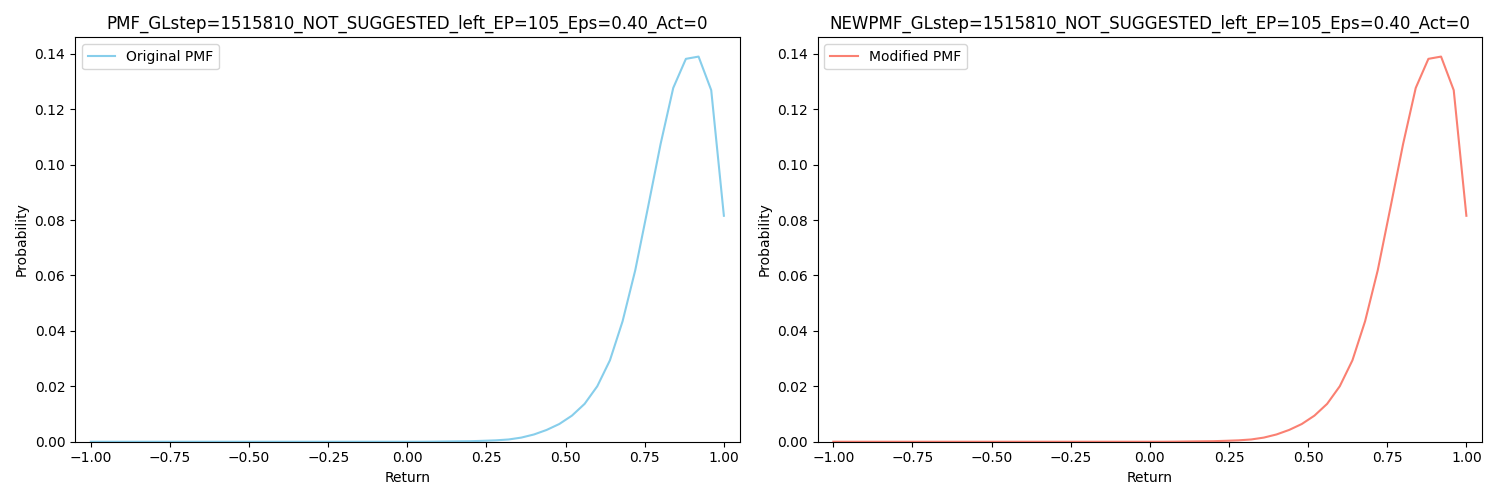 PMF_GLstep=1515810_NOT_SUGGESTED_left_EP=105_Eps=0.40_Act=0
Original PMF
Probability
0.14
0.12
0.10
0.08
0.06
0.04
0.02
0.00
−1.00 −0.75 −0.50 −0.25 0.00 0.25 0.50 0.75 1.00
Return
NEWPMF_GLstep=1515810_NOT_SUGGESTED_left_EP=105_Eps=0.40_Act=0
Modified PMF
Probability
0.14
0.12
0.10
0.08
0.06
0.04
0.02
0.00
−1.00 −0.75 −0.50 −0.25 0.00 0.25 0.50 0.75 1.00
Return